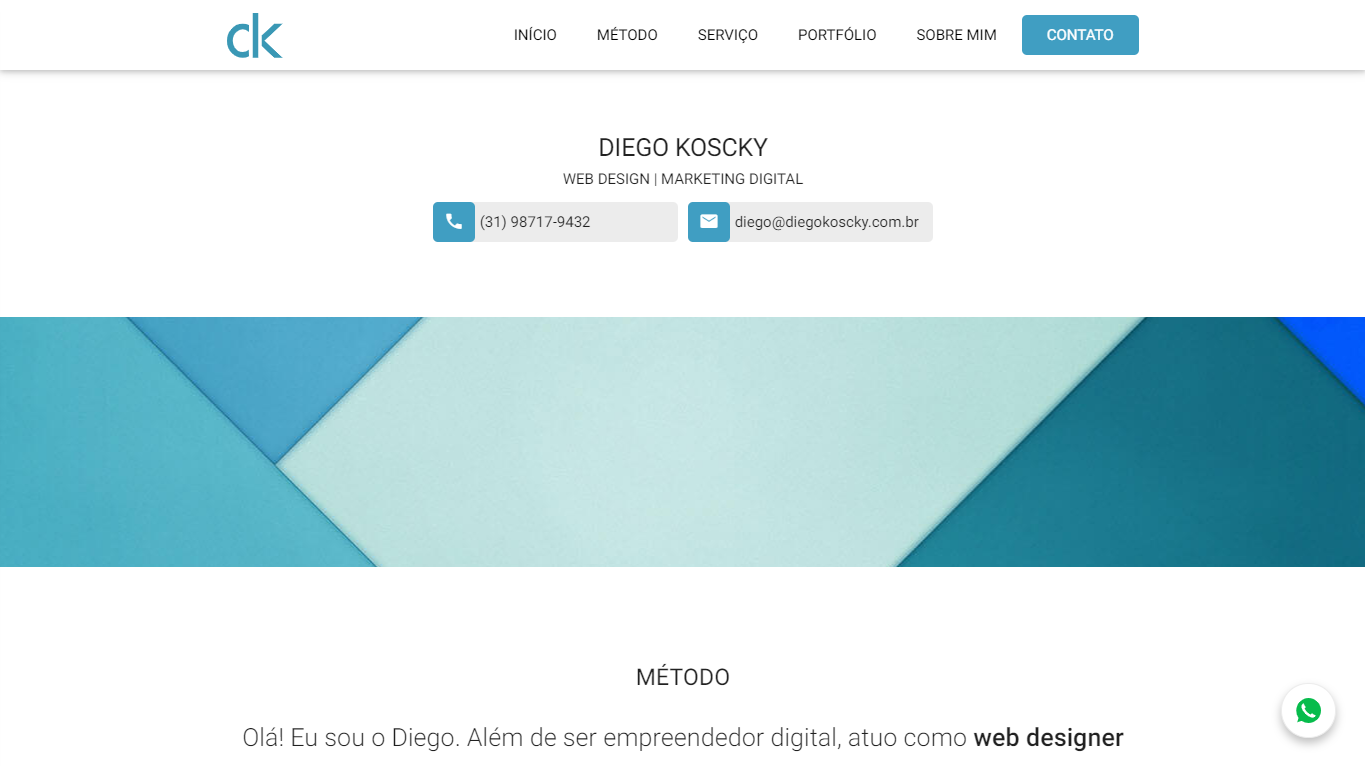 ck
INÍCIO MÉTODO SERVIÇO PORTFÓLIO SOBRE MIM CONTATO
DIEGO KOSCKY
WEB DESIGN | MARKETING DIGITAL
(31) 98717-9432 diego@diegokoscky.com.br
MÉTODO
Olá! Eu sou o Diego. Além de ser empreendedor digital, atuo como web designer